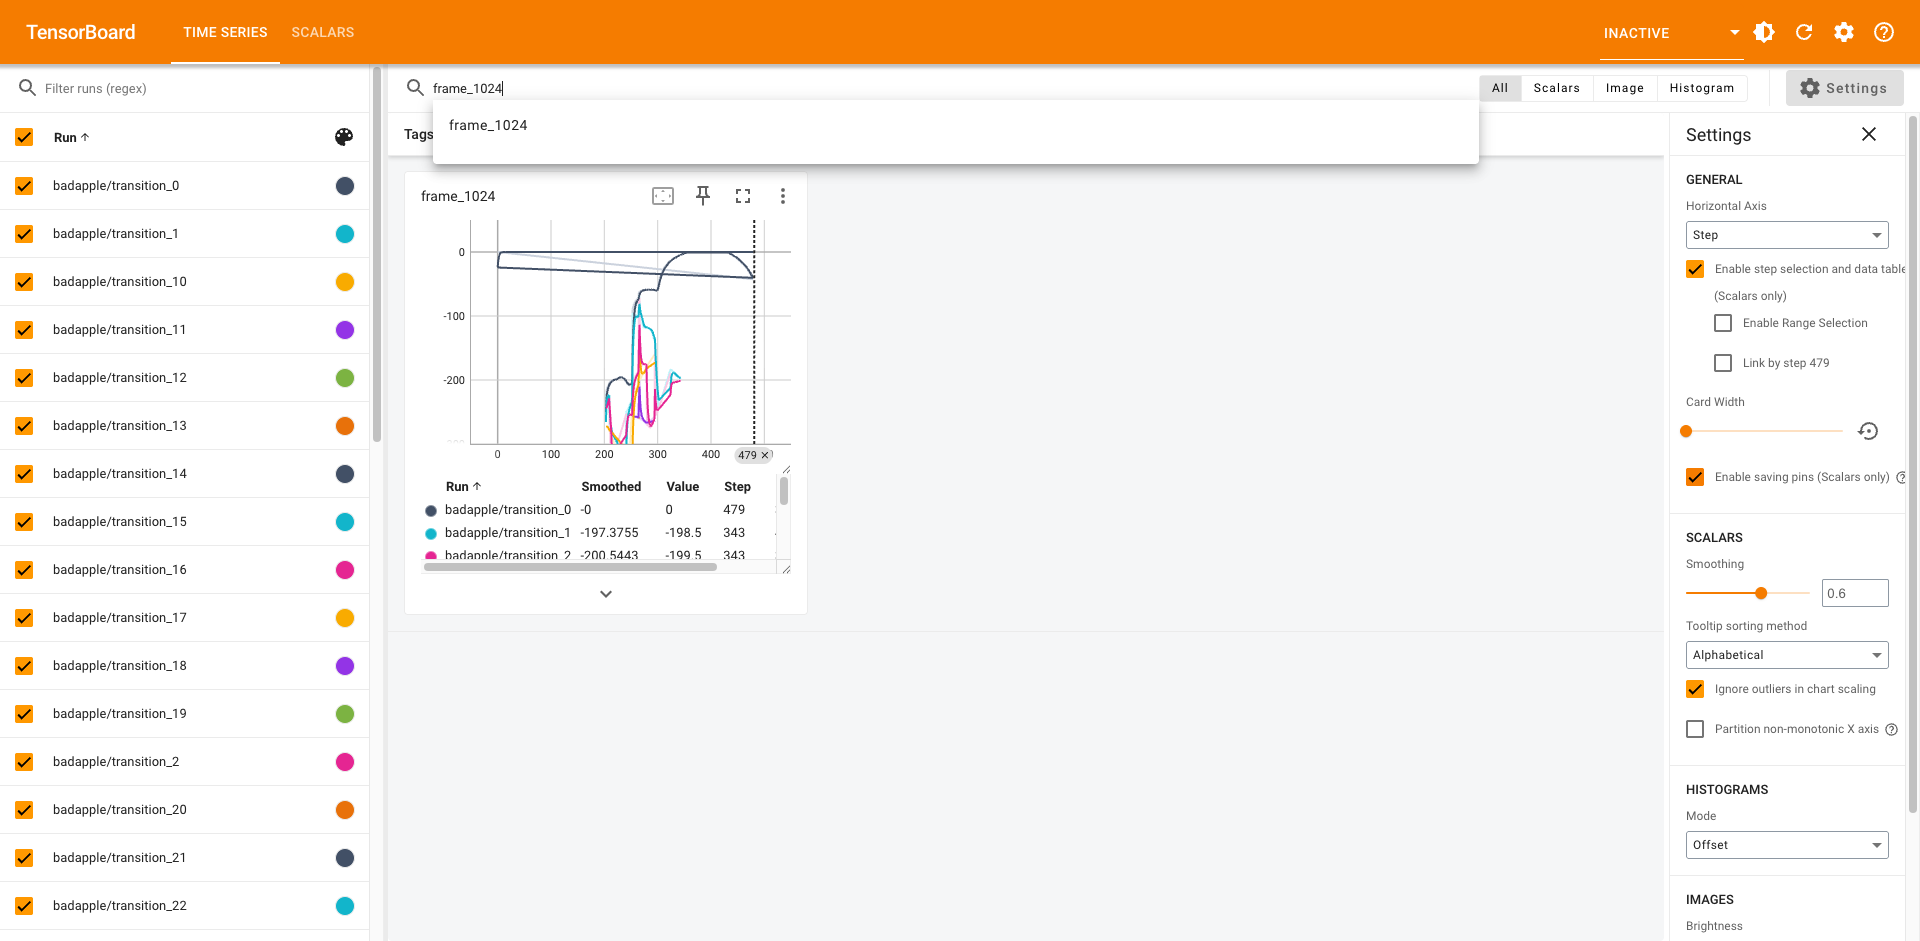 TensorBoard
TIME SERIES
SCALARS
INACTIVE
Filter runs (regex)
frame_1024
All
Scalars
Image
Histogram
Settings
frame_1024
Tags
Run
badapple/transition_0
badapple/transition_1
badapple/transition_10
badapple/transition_11
badapple/transition_12
badapple/transition_13
badapple/transition_14
badapple/transition_15
badapple/transition_16
badapple/transition_17
badapple/transition_18
badapple/transition_19
badapple/transition_2
badapple/transition_20
badapple/transition_21
badapple/transition_22
frame_1024
0
-100
-200
0 100 200 300 400 479
Run Smoothed Value Step
badapple/transition_0 -0 0 479
badapple/transition_1 -197.3755 -198.5 343
badapple/transition_2 -200.5443 -199.5 343
Settings
GENERAL
Horizontal Axis
Step
Enable step selection and data table
(Scalars only)
Enable Range Selection
Link by step 479
Card Width
Enable saving pins (Scalars only)
SCALARS
Smoothing
0.6
Tooltip sorting method
Alphabetical
Ignore outliers in chart scaling
Partition non-monotonic X axis
HISTOGRAMS
Mode
Offset
IMAGES
Brightness